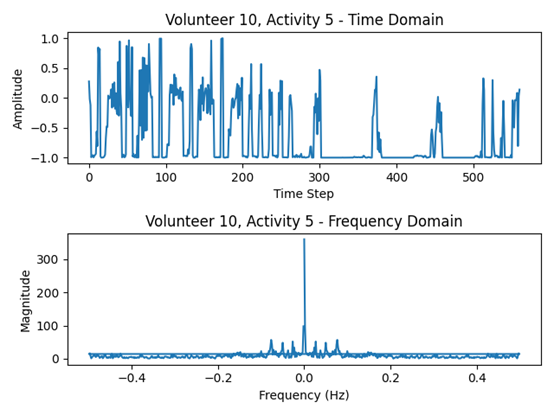 Volunteer 10, Activity 5 - Time Domain
1.0
0.5
0.0
−0.5
−1.0
Amplitude
0 100 200 300 400 500
Time Step
Volunteer 10, Activity 5 - Frequency Domain
300
200
100
0
Magnitude
−0.4 −0.2 0.0 0.2 0.4
Frequency (Hz)